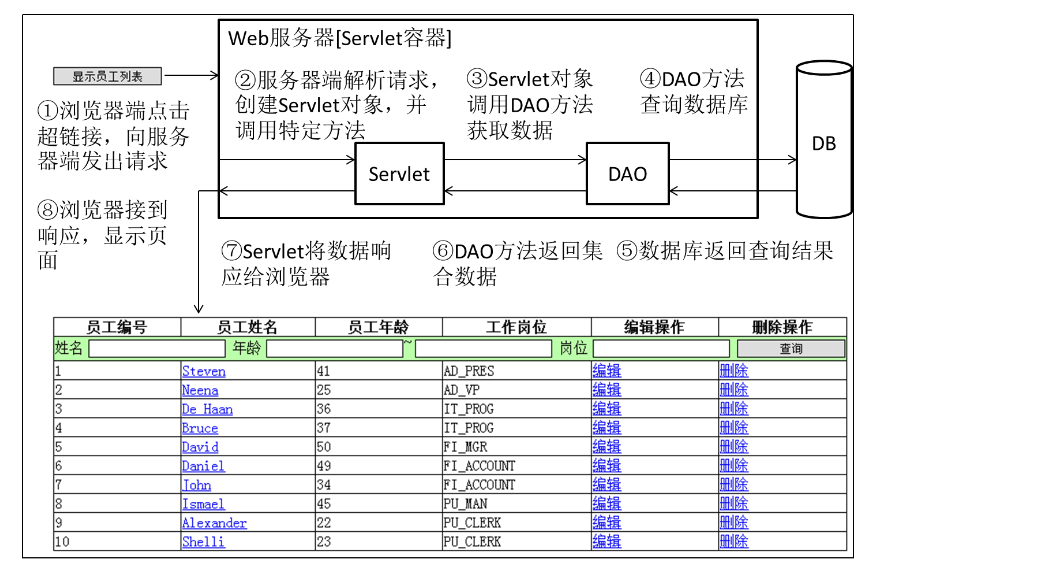 Web服务器[Servlet容器]
显示员工列表
①浏览器端点击
超链接，向服务
器端发出请求
②服务器端解析请求，
创建Servlet对象，并
调用特定方法
③Servlet对象
调用DAO方法
获取数据
④DAO方法
查询数据库
Servlet
DAO
DB
⑧浏览器接到
响应，显示页
面
⑦Servlet将数据响
应给浏览器
⑥DAO方法返回集
合数据
⑤数据库返回查询结果
员工编号 员工姓名 员工年龄 工作岗位 编辑操作 删除操作
姓名 年龄 ~ 岗位 查询
1 Steven 41 AD_PRES 编辑 删除
2 Neena 25 AD_VP 编辑 删除
3 De Haan 36 IT_PROG 编辑 删除
4 Bruce 37 IT_PROG 编辑 删除
5 David 50 FI_MGR 编辑 删除
6 Daniel 49 FI_ACCOUNT 编辑 删除
7 John 34 FI_ACCOUNT 编辑 删除
8 Ismael 45 PU_MAN 编辑 删除
9 Alexander 22 PU_CLERK 编辑 删除
10 Shelli 23 PU_CLERK 编辑 删除